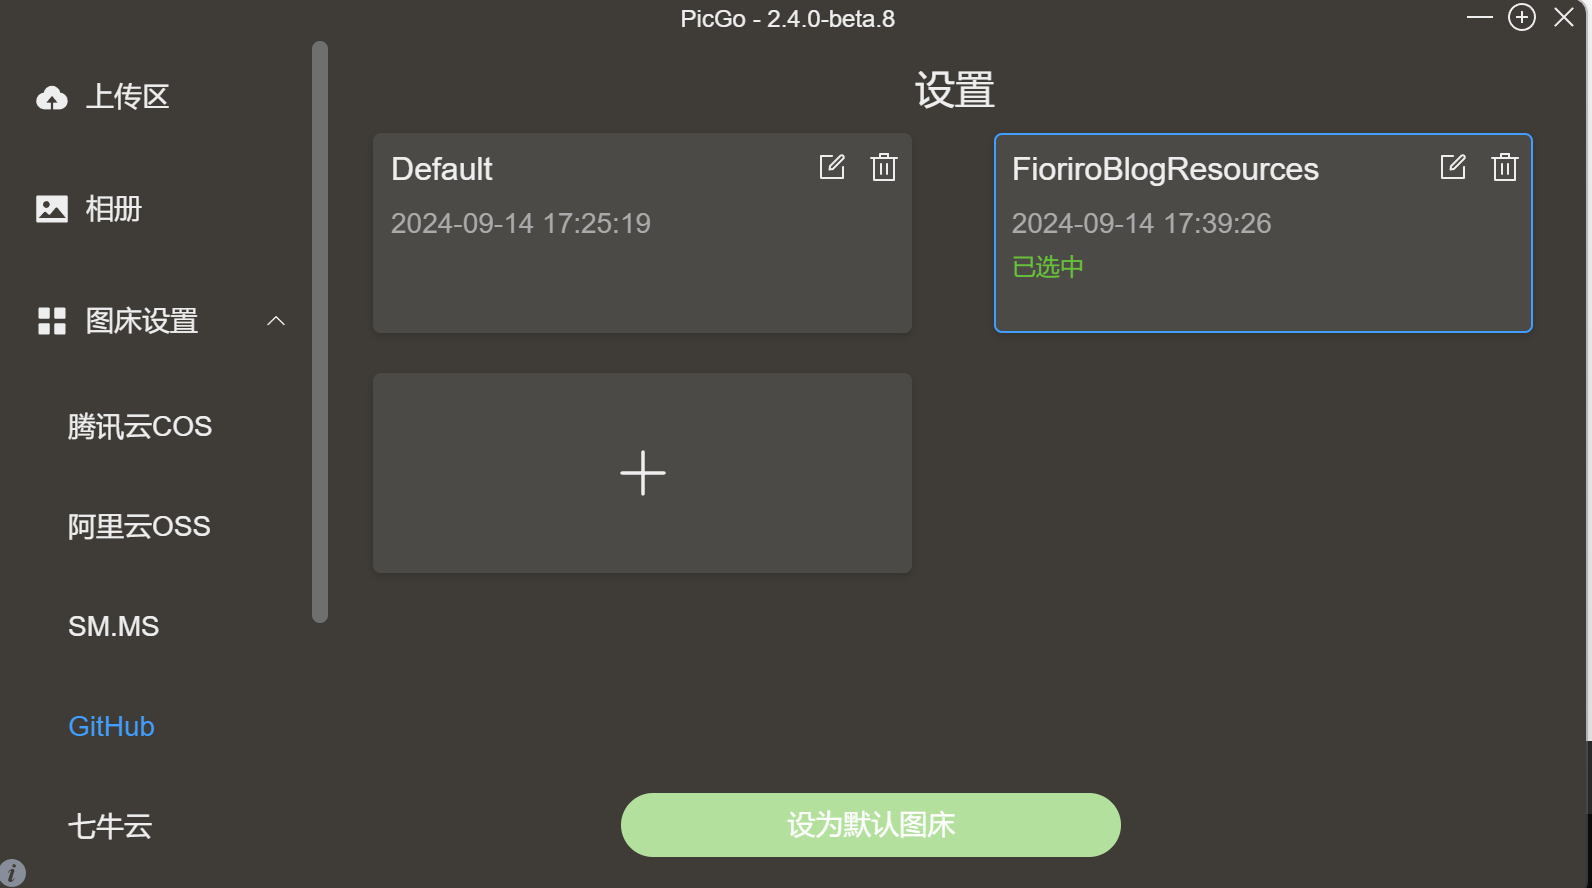 PicGo - 2.4.0-beta.8
上传区
相册
图床设置
腾讯云COS
阿里云OSS
SM.MS
GitHub
七牛云
设置
Default
2024-09-14 17:25:19
FioriroBlogResources
2024-09-14 17:39:26
已选中
设为默认图床